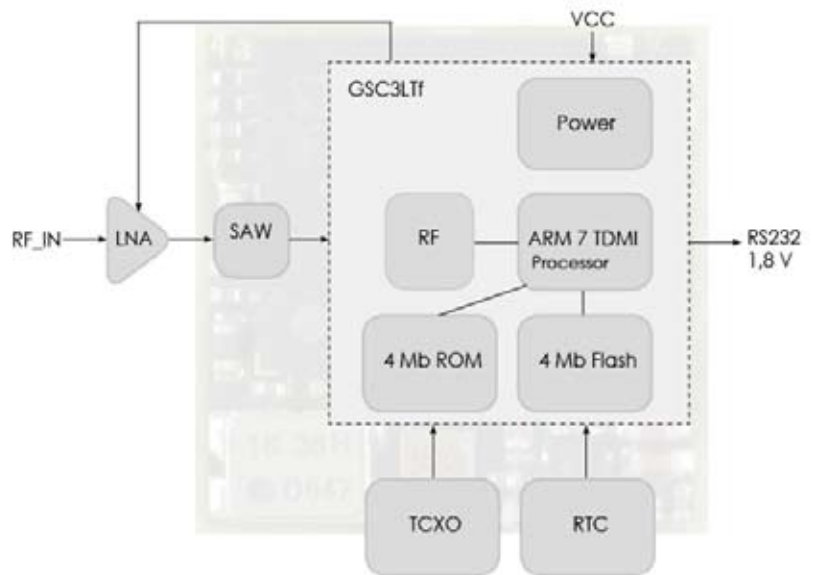 VCC
GSC3LTf
Power
RF_IN
LNA
SAW
RF
ARM 7 TDMI
Processor
RS232
1,8 V
4 Mb ROM
4 Mb Flash
TCXO
RTC